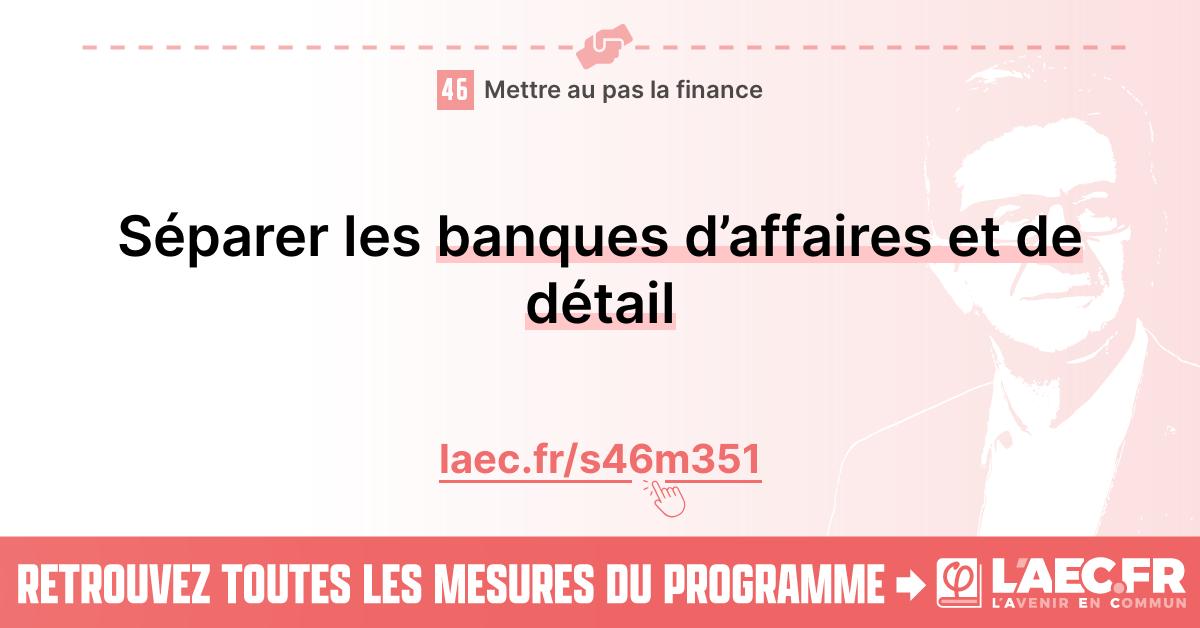 46 Mettre au pas la finance
Séparer les banques d’affaires et de
détail
laec.fr/s46m351
RETROUVEZ TOUTES LES MESURES DU PROGRAMME
L'AEC.FR
L'AVENIR EN COMMUN